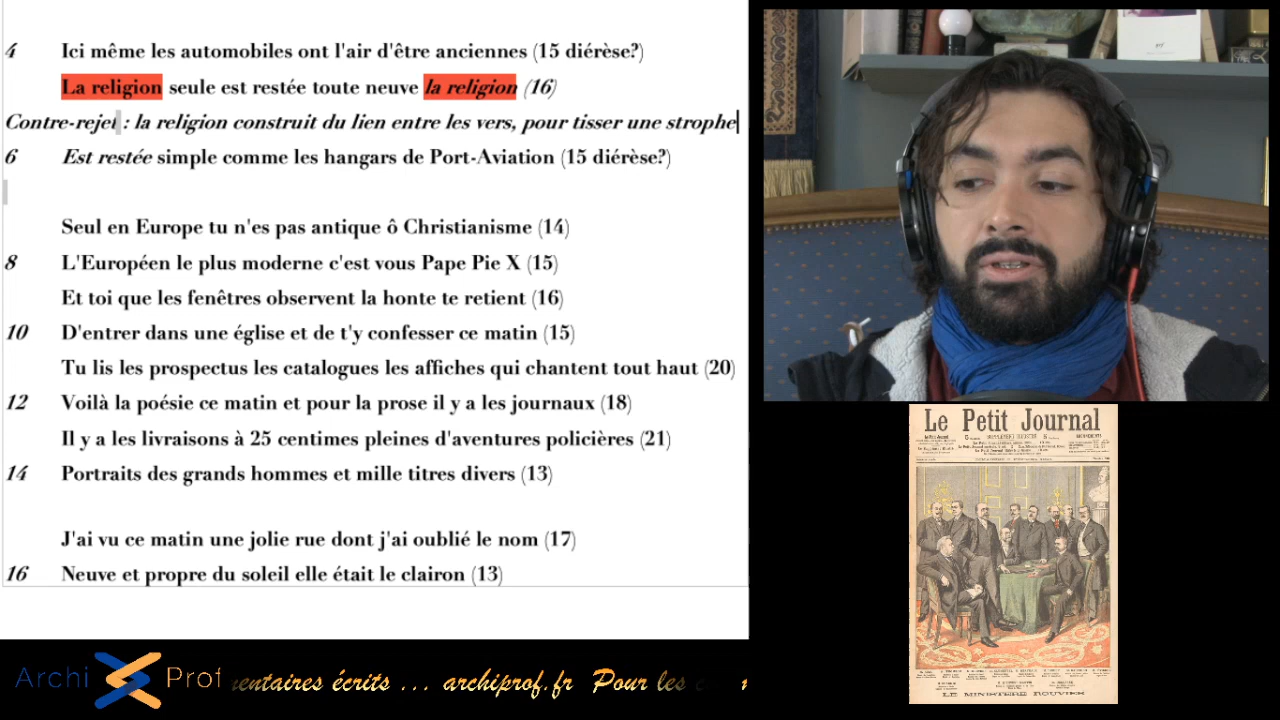 4 Ici même les automobiles ont l'air d'être anciennes (15 diérèse?)
La religion seule est restée toute neuve la religion (16)
Contre-rejet : la religion construit du lien entre les vers, pour tisser une strophe
6 Est restée simple comme les hangars de Port-Aviation (15 diérèse?)
Seul en Europe tu n'es pas antique ô Christianisme (14)
8 L'Européen le plus moderne c'est vous Pape Pie X (15)
Et toi que les fenêtres observent la honte te retient (16)
10 D'entrer dans une église et de t'y confesser ce matin (15)
Tu lis les prospectus les catalogues les affiches qui chantent tout haut (20)
12 Voilà la poésie ce matin et pour la prose il y a les journaux (18)
Il y a les livraisons à 25 centimes pleines d'aventures policières (21)
14 Portraits des grands hommes et mille titres divers (13)
J'ai vu ce matin une jolie rue dont j'ai oublié le nom (17)
16 Neuve et propre du soleil elle était le clairon (13)
Le Petit Journal
SUPPLÉMENT ILLUSTRÉ
LE MINISTÈRE ROUVIER
Archi Prof
ntaires écrits ... archiprof.fr Pour les